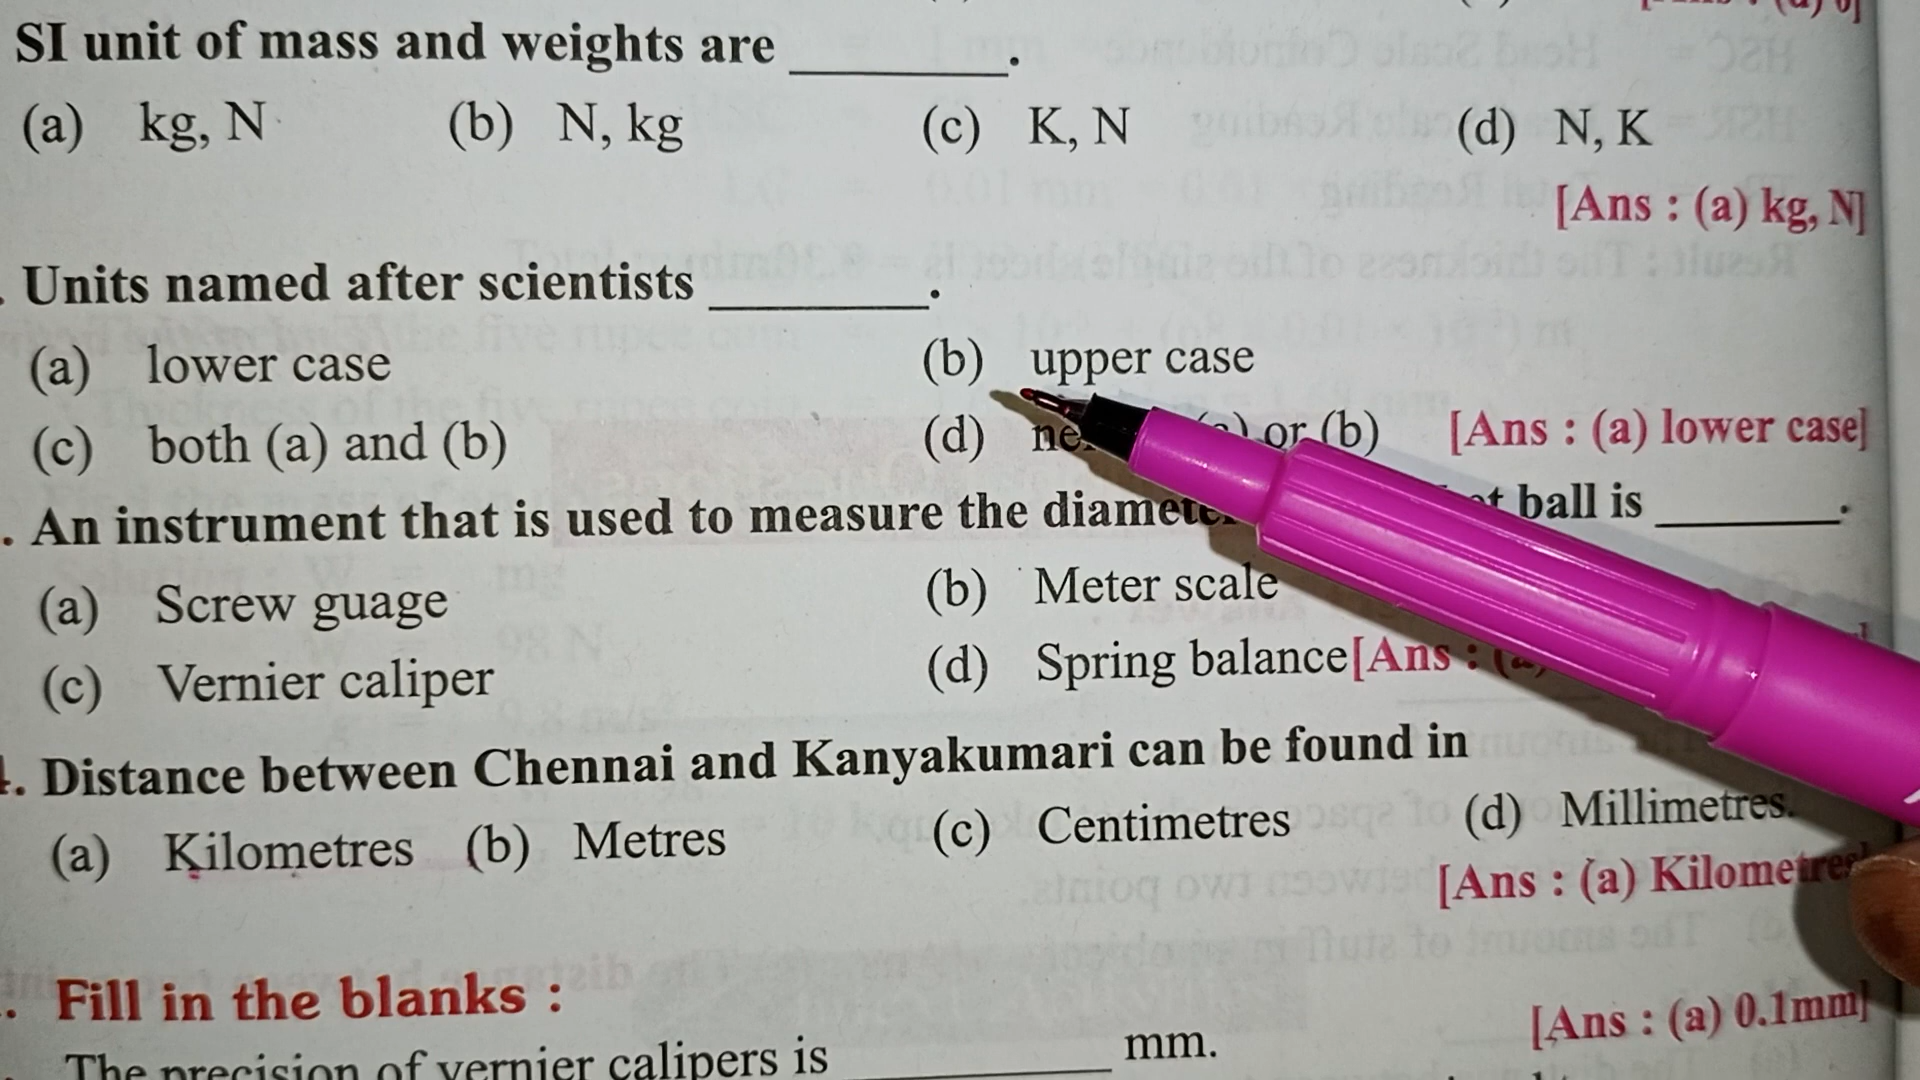 SI unit of mass and weights are ________.
(a) kg, N (b) N, kg (c) K, N (d) N, K
[Ans : (a) kg, N]
. Units named after scientists ________.
(a) lower case (b) upper case
(c) both (a) and (b) (d) or (b) [Ans : (a) lower case]
. An instrument that is used to measure the ball is ________.
(a) Screw guage (b) Meter scale
(c) Vernier caliper (d) Spring balance [Ans :
. Distance between Chennai and Kanyakumari can be found in
(a) Kilometres (b) Metres (c) Centimetres (d) Millimetres.
[Ans : (a) Kilometres]
. Fill in the blanks :
[Ans : (a) 0.1mm]
The precision of vernier calipers is ________ mm.